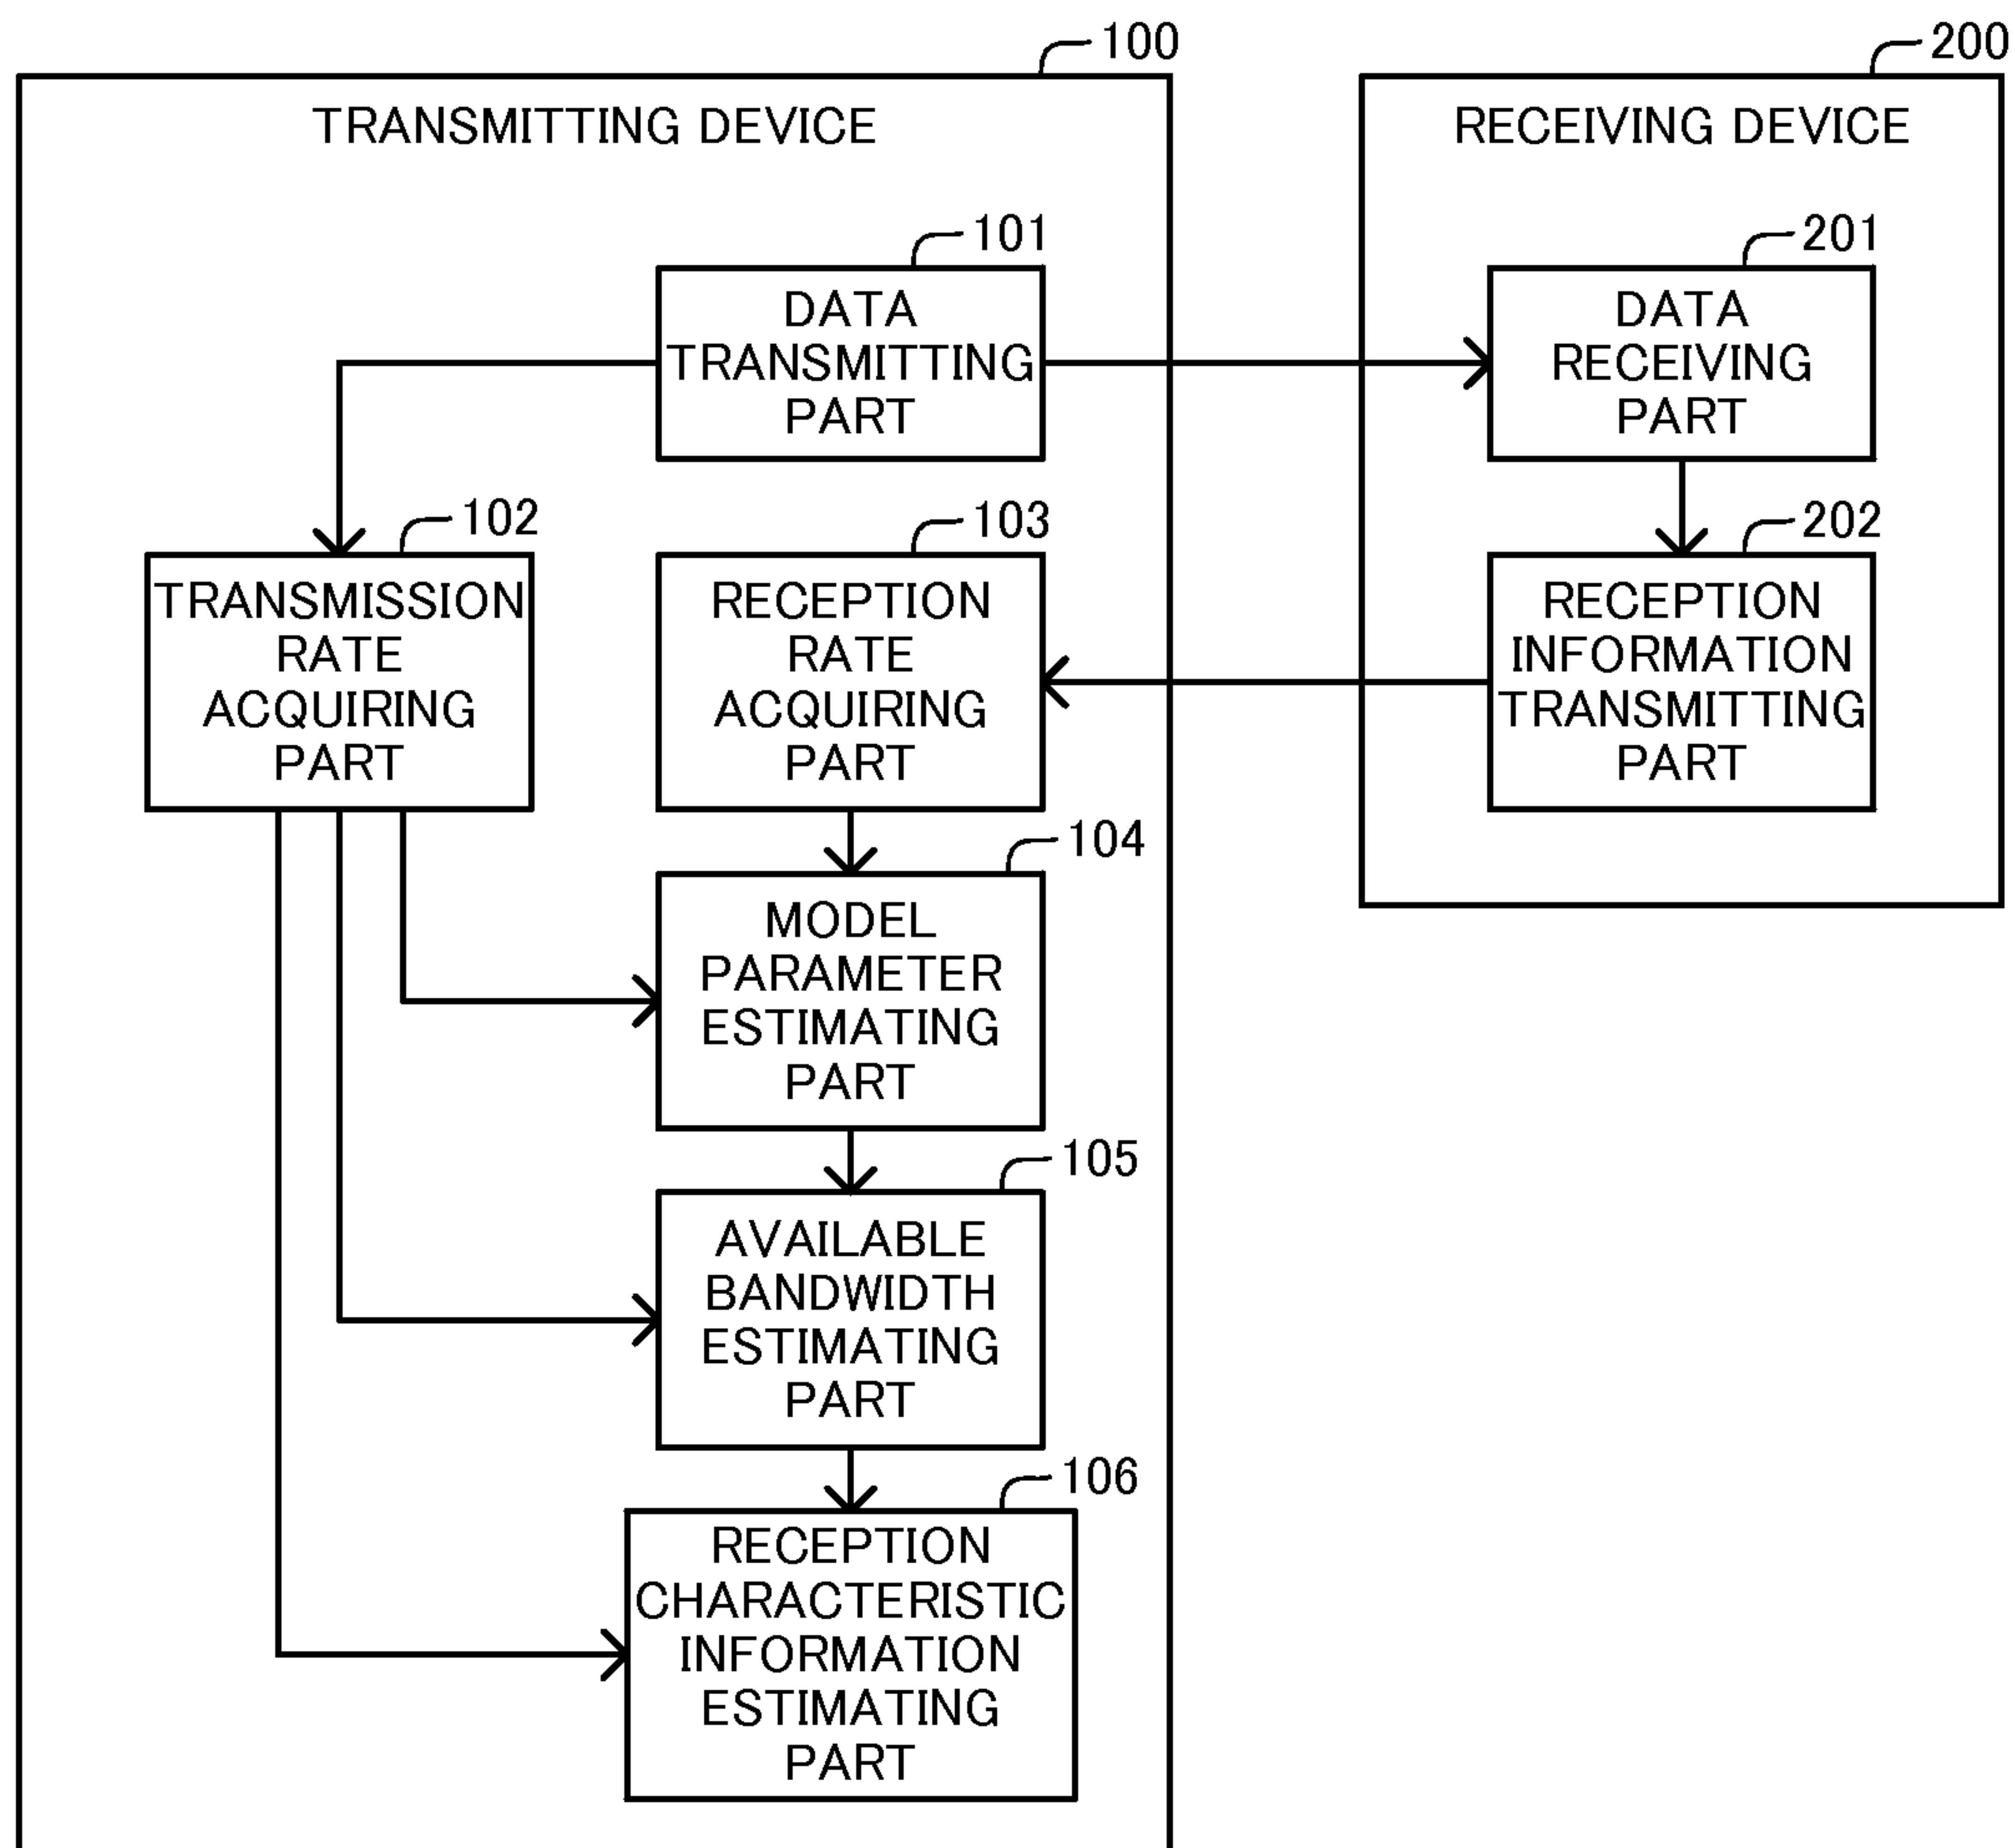 100
200
TRANSMITTING DEVICE
RECEIVING DEVICE
101
201
DATA
TRANSMITTING
PART
DATA
RECEIVING
PART
102
103
202
TRANSMISSION
RATE
ACQUIRING
PART
RECEPTION
RATE
ACQUIRING
PART
RECEPTION
INFORMATION
TRANSMITTING
PART
104
MODEL
PARAMETER
ESTIMATING
PART
105
AVAILABLE
BANDWIDTH
ESTIMATING
PART
106
RECEPTION
CHARACTERISTIC
INFORMATION
ESTIMATING
PART